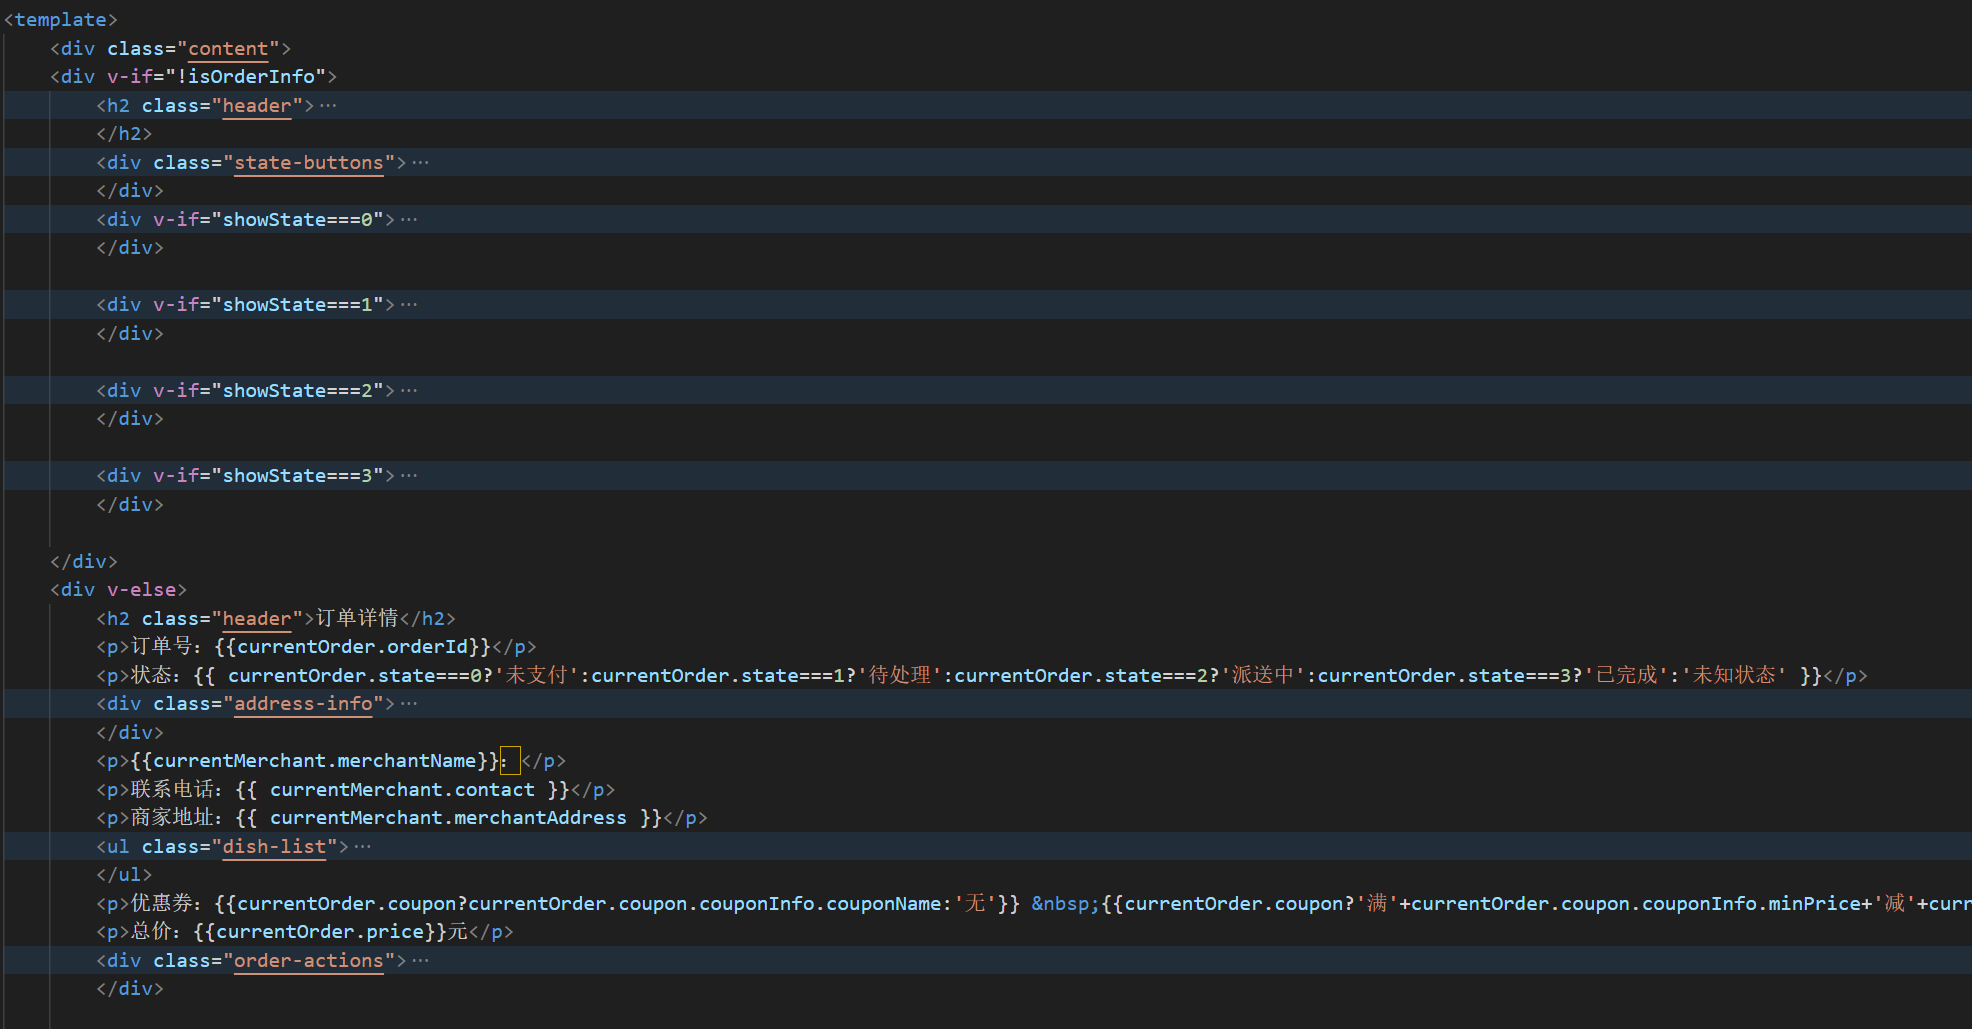 <template>
<div class="content">
<div v-if="!isOrderInfo">
<h2 class="header">···
</h2>
<div class="state-buttons">···
</div>
<div v-if="showState===0">···
</div>
<div v-if="showState===1">···
</div>
<div v-if="showState===2">···
</div>
<div v-if="showState===3">···
</div>
</div>
<div v-else>
<h2 class="header">订单详情</h2>
<p>订单号：{{currentOrder.orderId}}</p>
<p>状态：{{ currentOrder.state===0?'未支付':currentOrder.state===1?'待处理':currentOrder.state===2?'派送中':currentOrder.state===3?'已完成':'未知状态' }}</p>
<div class="address-info">···
</div>
<p>{{currentMerchant.merchantName}}：</p>
<p>联系电话：{{ currentMerchant.contact }}</p>
<p>商家地址：{{ currentMerchant.merchantAddress }}</p>
<ul class="dish-list">···
</ul>
<p>优惠券：{{currentOrder.coupon?currentOrder.coupon.couponInfo.couponName:'无'}} &nbsp;{{currentOrder.coupon?'满'+currentOrder.coupon.couponInfo.minPrice+'减'+curr
<p>总价：{{currentOrder.price}}元</p>
<div class="order-actions">···
</div>